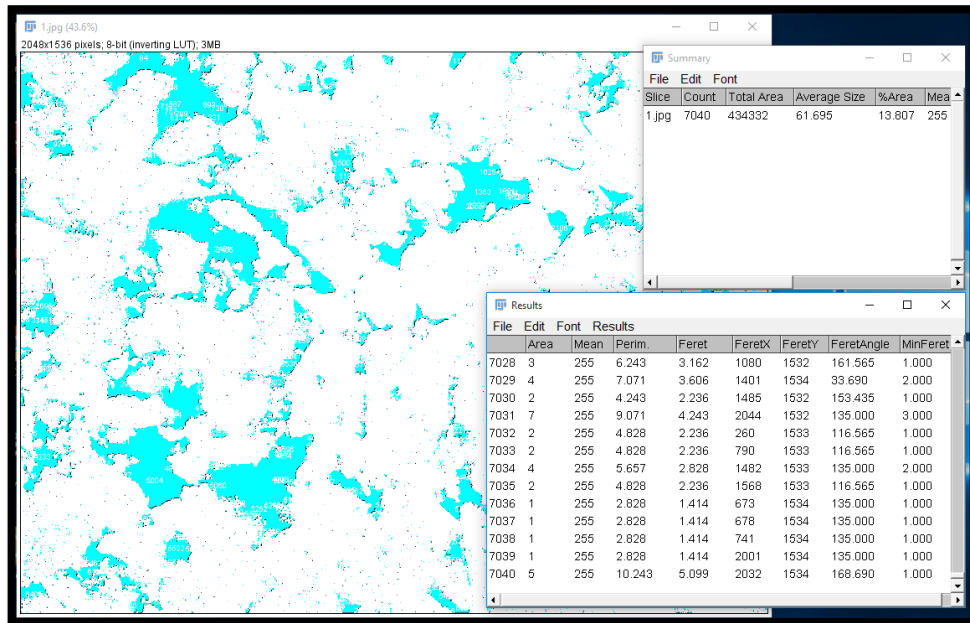 1.jpg (43.6%)
2048x1536 pixels; 8-bit (inverting LUT); 3MB
Summary
File Edit Font
Slice Count Total Area Average Size %Area Mea
1.jpg 7040 434332 61.695 13.807 255
Results
File Edit Font Results
Area Mean Perim. Feret FeretX FeretY FeretAngle MinFeret
7028 3 255 6.243 3.162 1080 1532 161.565 1.000
7029 4 255 7.071 3.606 1401 1534 33.690 2.000
7030 2 255 4.243 2.236 1485 1532 153.435 1.000
7031 7 255 9.071 4.243 2044 1532 135.000 3.000
7032 2 255 4.828 2.236 260 1533 116.565 1.000
7033 2 255 4.828 2.236 790 1533 116.565 1.000
7034 4 255 5.657 2.828 1482 1533 135.000 2.000
7035 2 255 4.828 2.236 1568 1533 116.565 1.000
7036 1 255 2.828 1.414 673 1534 135.000 1.000
7037 1 255 2.828 1.414 678 1534 135.000 1.000
7038 1 255 2.828 1.414 741 1534 135.000 1.000
7039 1 255 2.828 1.414 2001 1534 135.000 1.000
7040 5 255 10.243 5.099 2032 1534 168.690 1.000